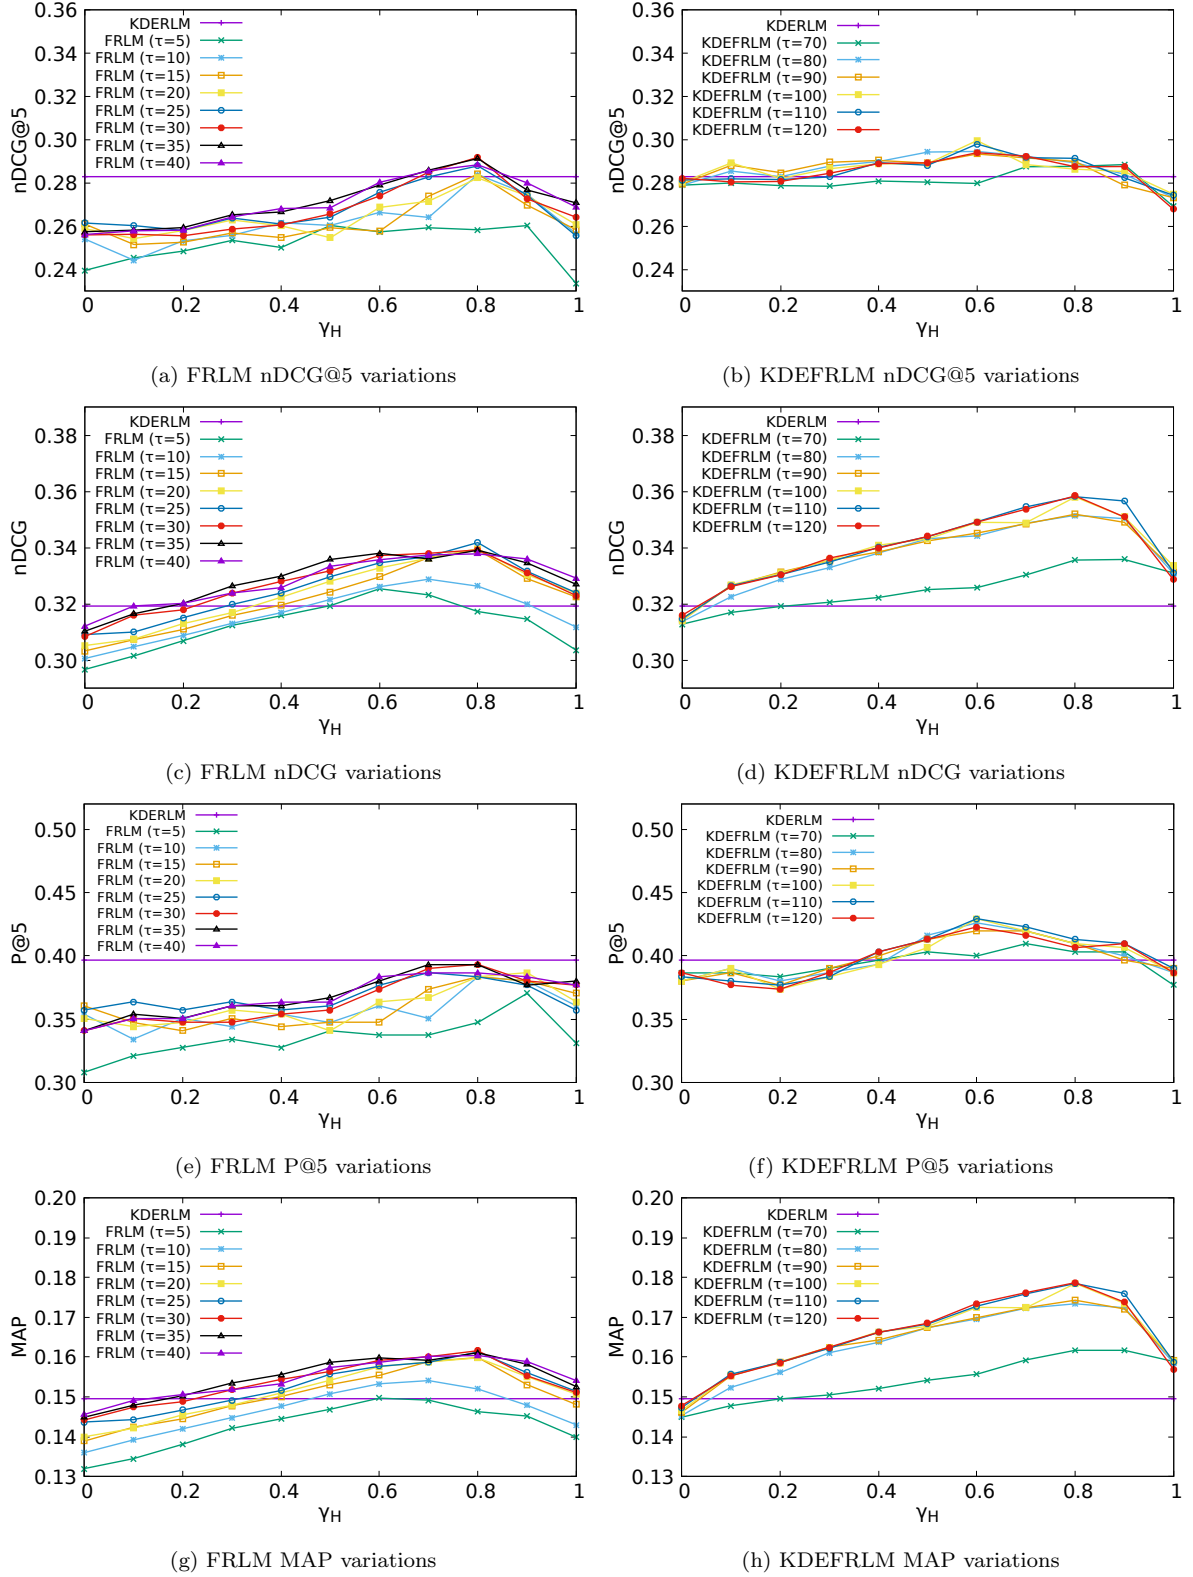 0.36
0.34
0.32
0.30
0.28
0.26
0.24
nDCG@5
KDERLM
FRLM (τ=5)
FRLM (τ=10)
FRLM (τ=15)
FRLM (τ=20)
FRLM (τ=25)
FRLM (τ=30)
FRLM (τ=35)
FRLM (τ=40)
0 0.2 0.4 0.6 0.8 1
γH
(a) FRLM nDCG@5 variations
0.36
0.34
0.32
0.30
0.28
0.26
0.24
nDCG@5
KDERLM
KDEFRLM (τ=70)
KDEFRLM (τ=80)
KDEFRLM (τ=90)
KDEFRLM (τ=100)
KDEFRLM (τ=110)
KDEFRLM (τ=120)
0 0.2 0.4 0.6 0.8 1
γH
(b) KDEFRLM nDCG@5 variations
0.38
0.36
0.34
0.32
0.30
nDCG
KDERLM
FRLM (τ=5)
FRLM (τ=10)
FRLM (τ=15)
FRLM (τ=20)
FRLM (τ=25)
FRLM (τ=30)
FRLM (τ=35)
FRLM (τ=40)
0 0.2 0.4 0.6 0.8 1
γH
(c) FRLM nDCG variations
0.38
0.36
0.34
0.32
0.30
nDCG
KDERLM
KDEFRLM (τ=70)
KDEFRLM (τ=80)
KDEFRLM (τ=90)
KDEFRLM (τ=100)
KDEFRLM (τ=110)
KDEFRLM (τ=120)
0 0.2 0.4 0.6 0.8 1
γH
(d) KDEFRLM nDCG variations
0.50
0.45
0.40
0.35
0.30
P@5
KDERLM
FRLM (τ=5)
FRLM (τ=10)
FRLM (τ=15)
FRLM (τ=20)
FRLM (τ=25)
FRLM (τ=30)
FRLM (τ=35)
FRLM (τ=40)
0 0.2 0.4 0.6 0.8 1
γH
(e) FRLM P@5 variations
0.50
0.45
0.40
0.35
0.30
P@5
KDERLM
KDEFRLM (τ=70)
KDEFRLM (τ=80)
KDEFRLM (τ=90)
KDEFRLM (τ=100)
KDEFRLM (τ=110)
KDEFRLM (τ=120)
0 0.2 0.4 0.6 0.8 1
γH
(f) KDEFRLM P@5 variations
0.20
0.19
0.18
0.17
0.16
0.15
0.14
0.13
MAP
KDERLM
FRLM (τ=5)
FRLM (τ=10)
FRLM (τ=15)
FRLM (τ=20)
FRLM (τ=25)
FRLM (τ=30)
FRLM (τ=35)
FRLM (τ=40)
0 0.2 0.4 0.6 0.8 1
γH
(g) FRLM MAP variations
0.20
0.19
0.18
0.17
0.16
0.15
0.14
0.13
MAP
KDERLM
KDEFRLM (τ=70)
KDEFRLM (τ=80)
KDEFRLM (τ=90)
KDEFRLM (τ=100)
KDEFRLM (τ=110)
KDEFRLM (τ=120)
0 0.2 0.4 0.6 0.8 1
γH
(h) KDEFRLM MAP variations